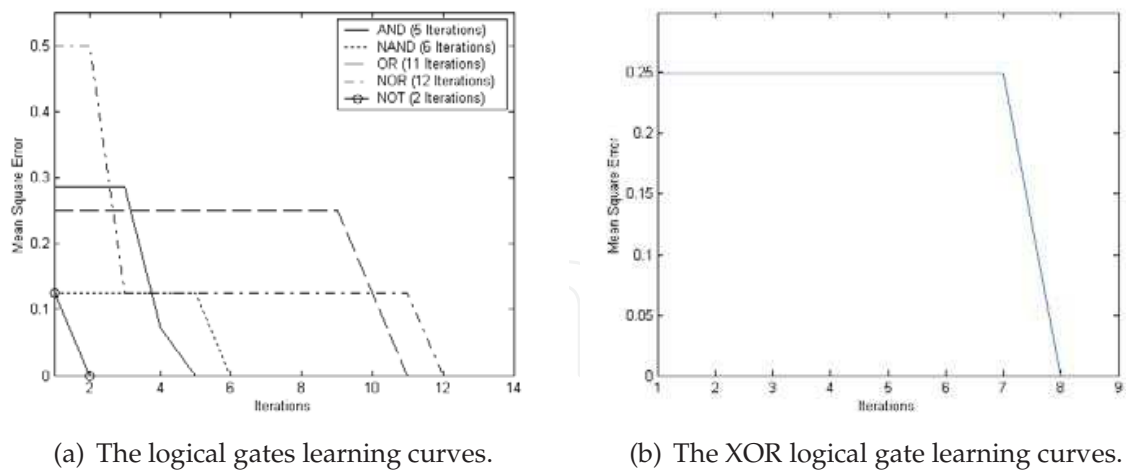 0.5
0.4
0.3
0.2
0.1
0
2
4
6
8
10
12
14
Mean Square Error
Iterations
AND (5 Iterations)
NAND (6 Iterations)
OR (11 Iterations)
NOR (12 Iterations)
NOT (2 Iterations)
(a) The logical gates learning curves.
0.25
0.2
0.15
0.1
0.05
0
1
2
3
4
5
6
7
8
9
Mean Square Error
Iterations
(b) The XOR logical gate learning curves.